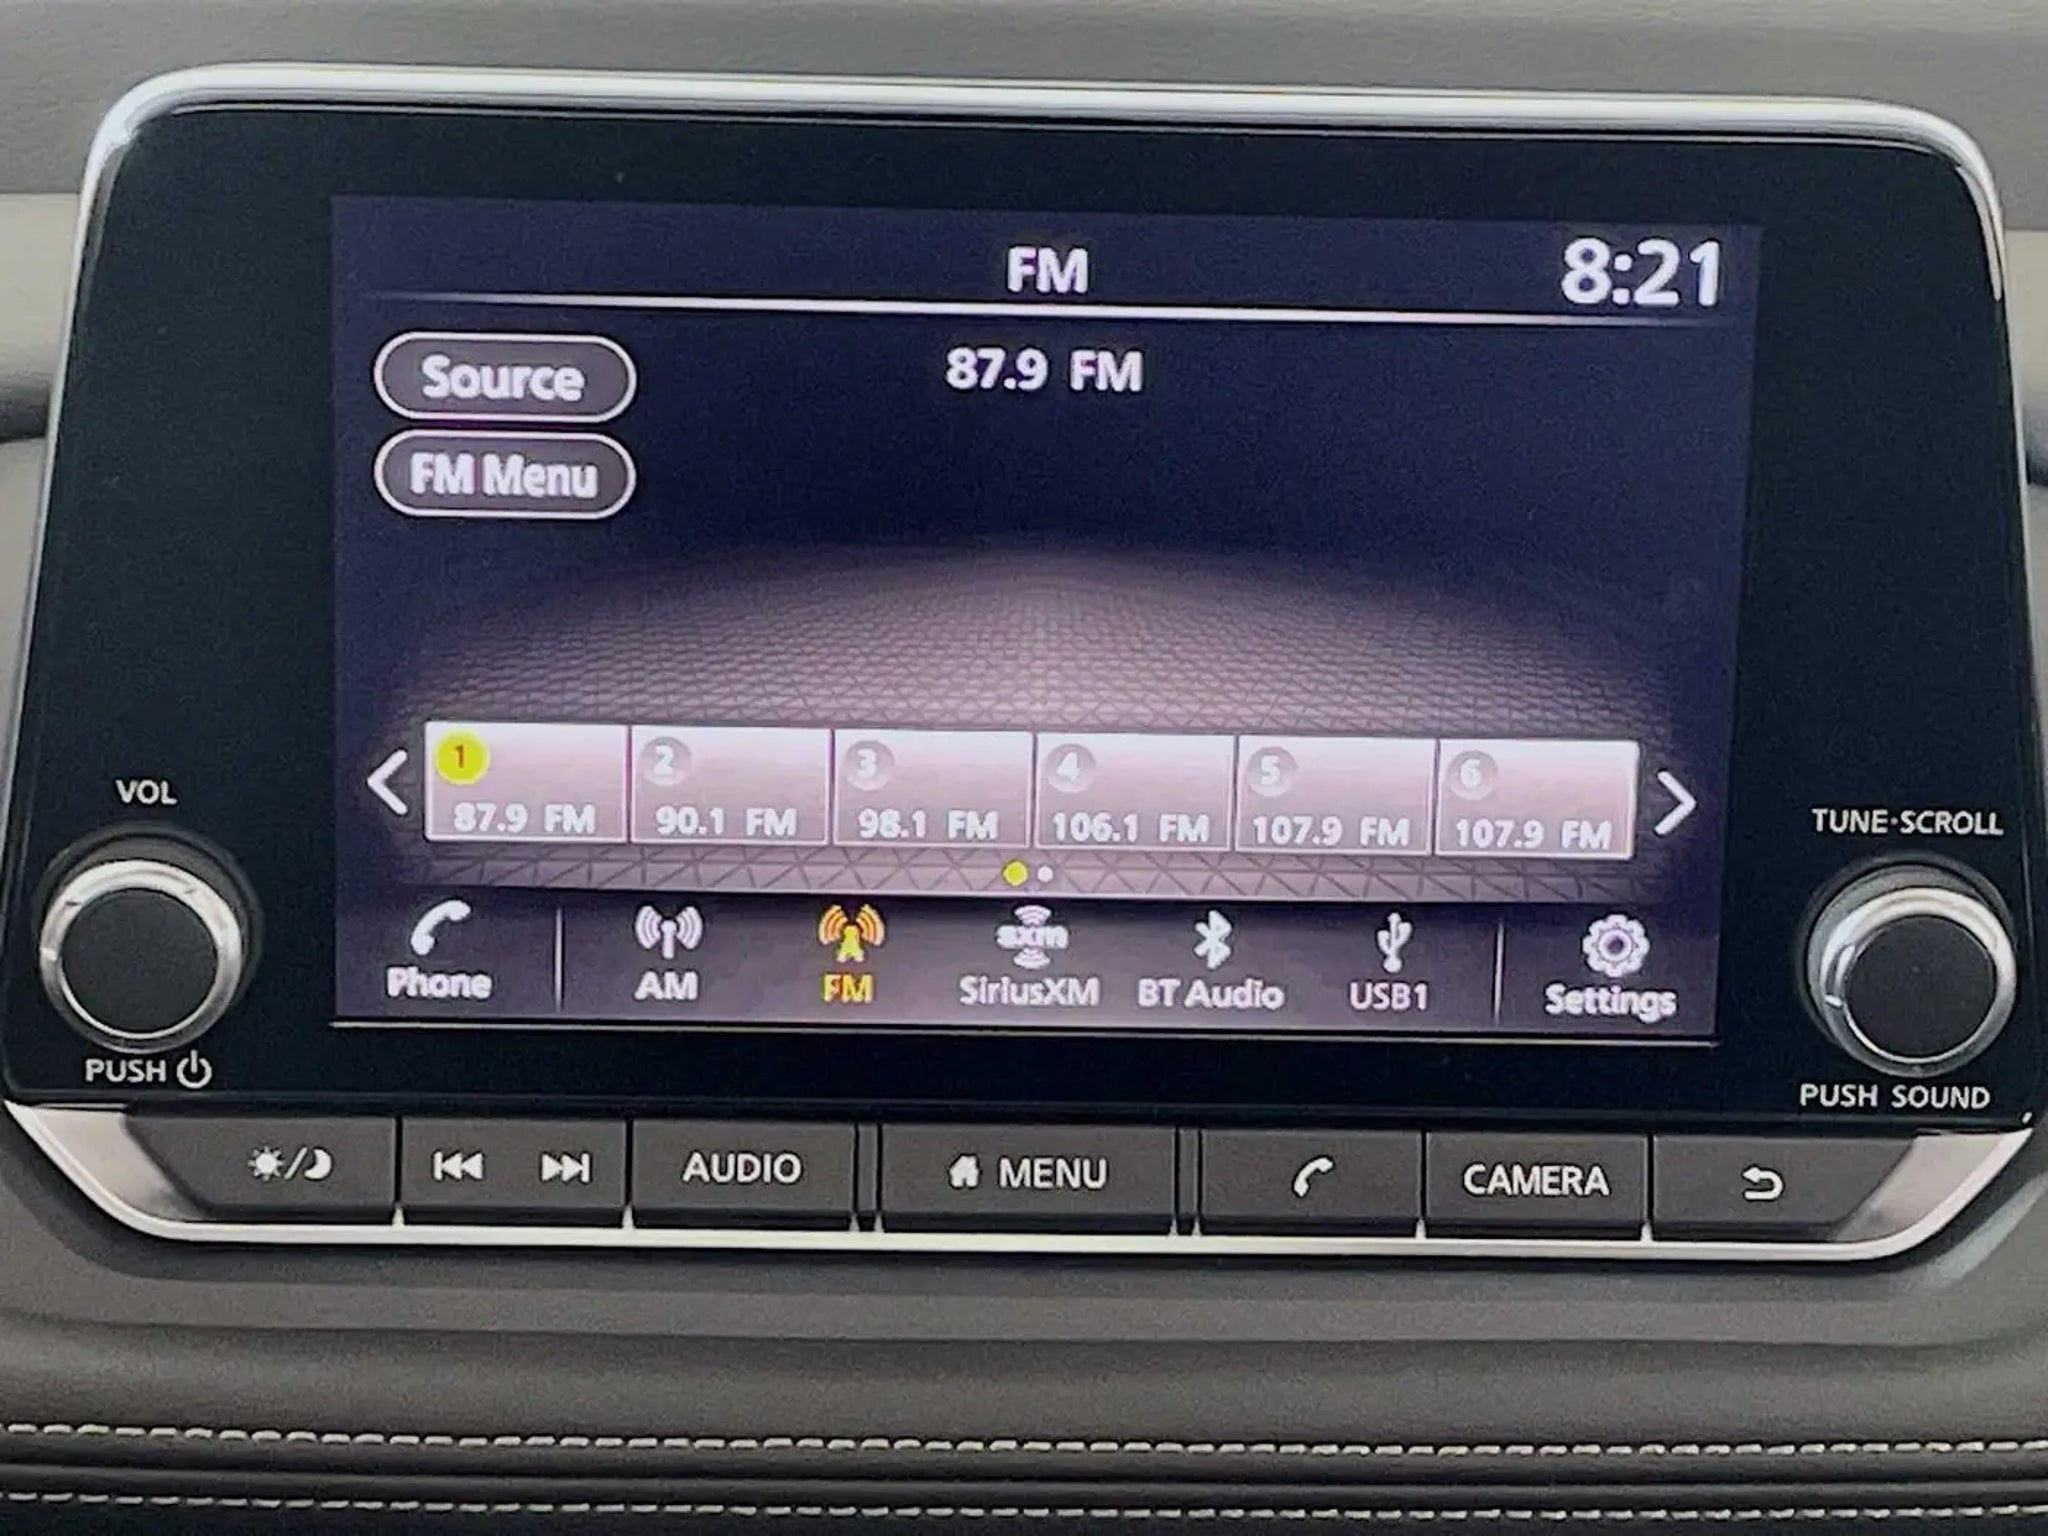 FM 8:21
Source
87.9 FM
FM Menu
1 2 3 4 5 6
87.9 FM 90.1 FM 98.1 FM 106.1 FM 107.9 FM 107.9 FM
VOL
TUNE·SCROLL
sxm
Phone AM FM SiriusXM BT Audio USB1 Settings
PUSH
PUSH SOUND
AUDIO MENU CAMERA